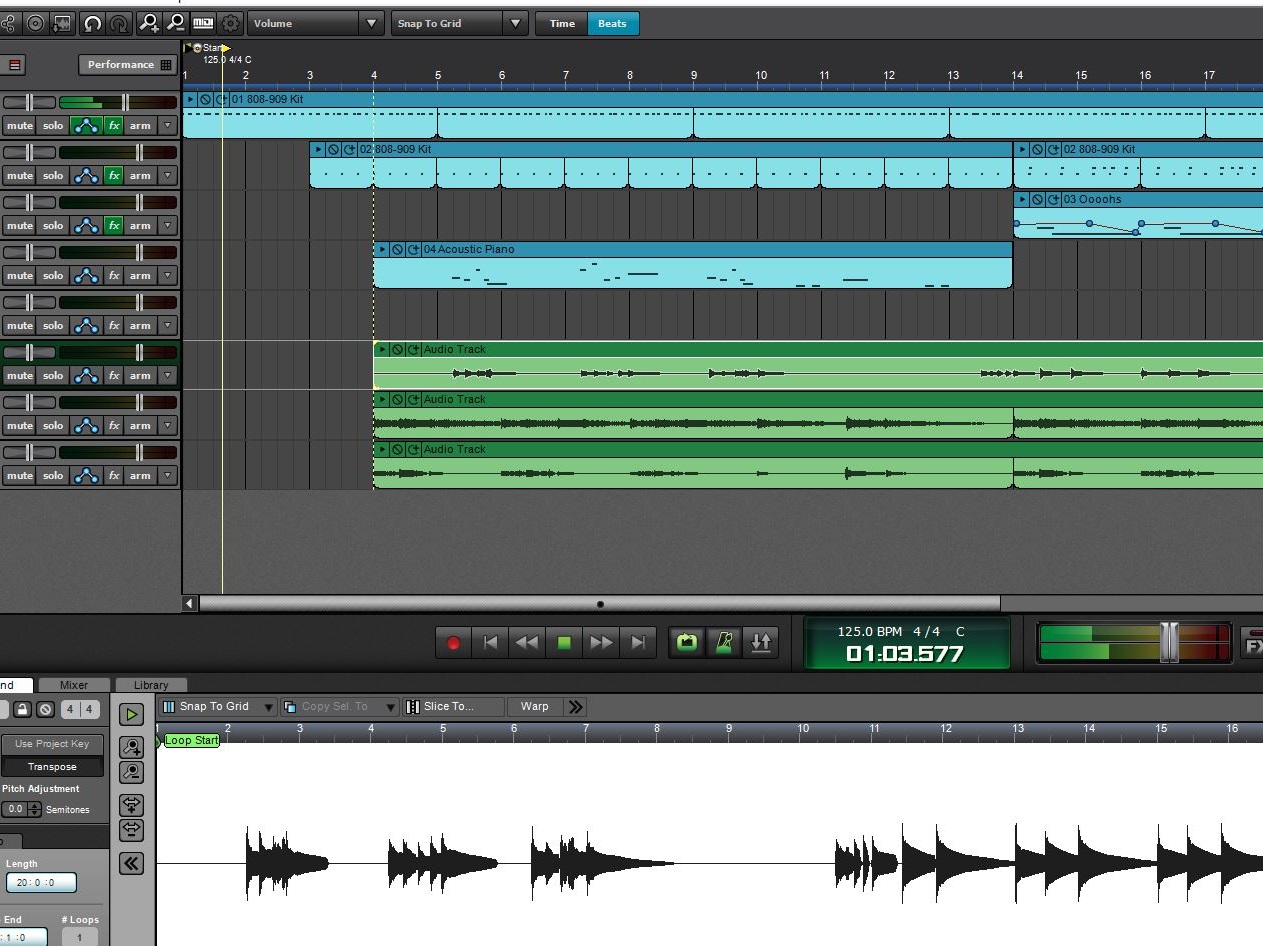 Volume Snap To Grid Time Beats
Start
125.0 4/4 C
Performance
1 2 3 4 5 6 7 8 9 10 11 12 13 14 15 16 17
01 808-909 Kit
mute solo fx arm
02 808-909 Kit 02 808-909 Kit
mute solo fx arm
03 Oooohs
mute solo fx arm
04 Acoustic Piano
mute solo fx arm
mute solo fx arm
Audio Track
mute solo fx arm
Audio Track
mute solo fx arm
Audio Track
mute solo fx arm
125.0 BPM 4/4 C
01:03.577
FX
nd Mixer Library
4 4 Snap To Grid Copy Sel. To Slice To... Warp
1 2 3 4 5 6 7 8 9 10 11 12 13 14 15 16
Loop Start
Use Project Key
Transpose
Pitch Adjustment
0.0 Semitones
Length
20: 0 :0
End # Loops
: 1 :0 1